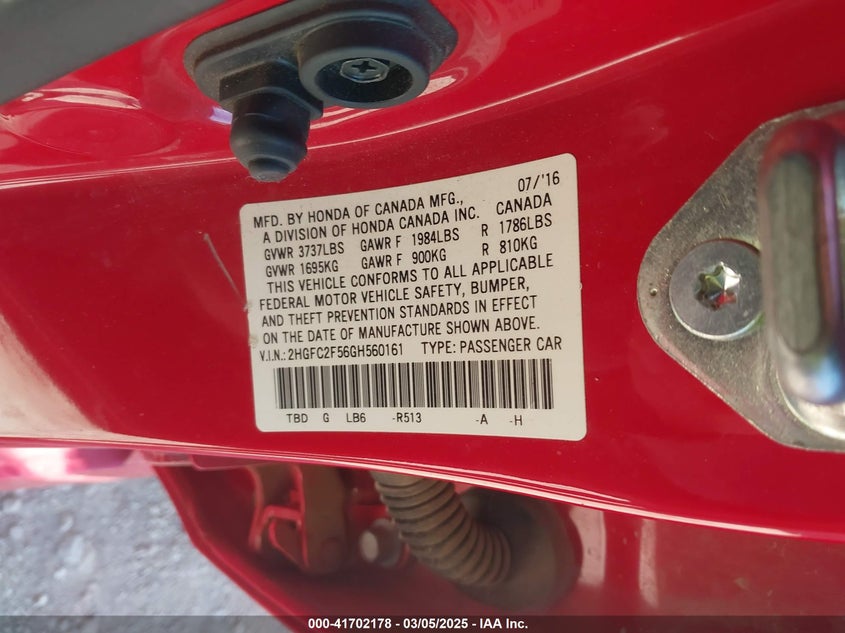 07/'16
MFD. BY HONDA OF CANADA MFG., CANADA
A DIVISION OF HONDA CANADA INC.
GVWR 3737LBS GAWR F 1984LBS R 1786LBS
GVWR 1695KG GAWR F 900KG R 810KG
THIS VEHICLE CONFORMS TO ALL APPLICABLE
FEDERAL MOTOR VEHICLE SAFETY, BUMPER,
AND THEFT PREVENTION STANDARDS IN EFFECT
ON THE DATE OF MANUFACTURE SHOWN ABOVE.
V.I.N.: 2HGFC2F56GH560161 TYPE: PASSENGER CAR
TBD G LB6 -R513 -A -H
000-41702178 - 03/05/2025 - IAA Inc.